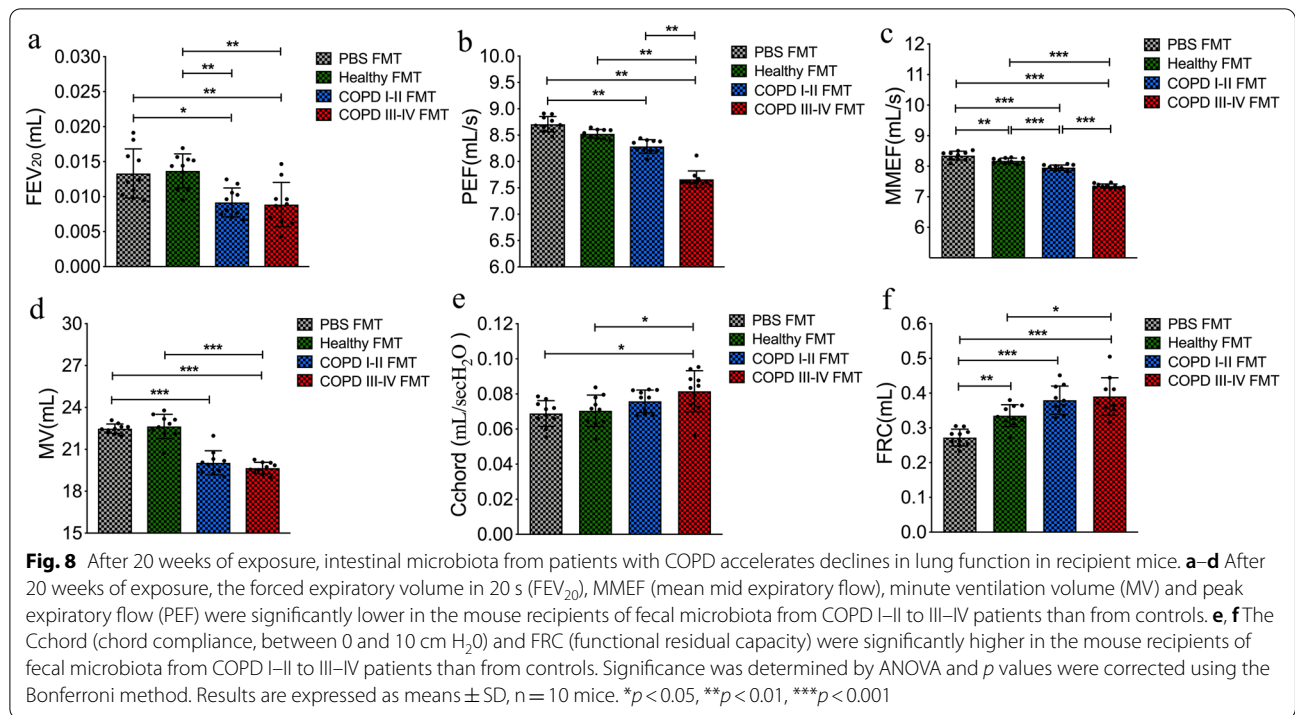 a
0.030
0.025
0.020
0.015
0.010
0.005
0.000
FEV₂₀ (mL)
**
**
**
*
PBS FMT
Healthy FMT
COPD I-II FMT
COPD III-IV FMT
b
10.0
9.5
9.0
8.5
8.0
7.5
7.0
6.5
6.0
PEF(mL/s)
**
**
**
**
PBS FMT
Healthy FMT
COPD I-II FMT
COPD III-IV FMT
c
11
10
9
8
7
6
MMEF(mL/s)
***
***
***
** *** ***
PBS FMT
Healthy FMT
COPD I-II FMT
COPD III-IV FMT
d
30
27
24
21
18
15
MV(mL)
***
***
***
PBS FMT
Healthy FMT
COPD I-II FMT
COPD III-IV FMT
e
0.12
0.10
0.08
0.06
0.04
0.02
0.00
Cchord (mL/secH₂O)
*
*
PBS FMT
Healthy FMT
COPD I-II FMT
COPD III-IV FMT
f
0.6
0.5
0.4
0.3
0.2
0.1
0.0
FRC(mL)
*
***
***
**
PBS FMT
Healthy FMT
COPD I-II FMT
COPD III-IV FMT
Fig. 8 After 20 weeks of exposure, intestinal microbiota from patients with COPD accelerates declines in lung function in recipient mice. a–d After
20 weeks of exposure, the forced expiratory volume in 20 s (FEV₂₀), MMEF (mean mid expiratory flow), minute ventilation volume (MV) and peak
expiratory flow (PEF) were significantly lower in the mouse recipients of fecal microbiota from COPD I–II to III–IV patients than from controls. e, f The
Cchord (chord compliance, between 0 and 10 cm H₂0) and FRC (functional residual capacity) were significantly higher in the mouse recipients of
fecal microbiota from COPD I–II to III–IV patients than from controls. Significance was determined by ANOVA and p values were corrected using the
Bonferroni method. Results are expressed as means ± SD, n = 10 mice. *p < 0.05, **p < 0.01, ***p < 0.001